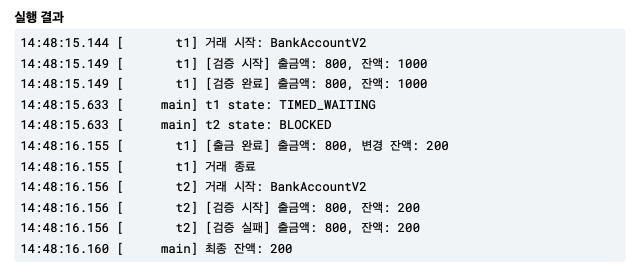 실행 결과
14:48:15.144 [       t1] 거래 시작: BankAccountV2
14:48:15.149 [       t1] [검증 시작] 출금액: 800, 잔액: 1000
14:48:15.149 [       t1] [검증 완료] 출금액: 800, 잔액: 1000
14:48:15.633 [     main] t1 state: TIMED_WAITING
14:48:15.633 [     main] t2 state: BLOCKED
14:48:16.155 [       t1] [출금 완료] 출금액: 800, 변경 잔액: 200
14:48:16.155 [       t1] 거래 종료
14:48:16.156 [       t2] 거래 시작: BankAccountV2
14:48:16.156 [       t2] [검증 시작] 출금액: 800, 잔액: 200
14:48:16.156 [       t2] [검증 실패] 출금액: 800, 잔액: 200
14:48:16.160 [     main] 최종 잔액: 200